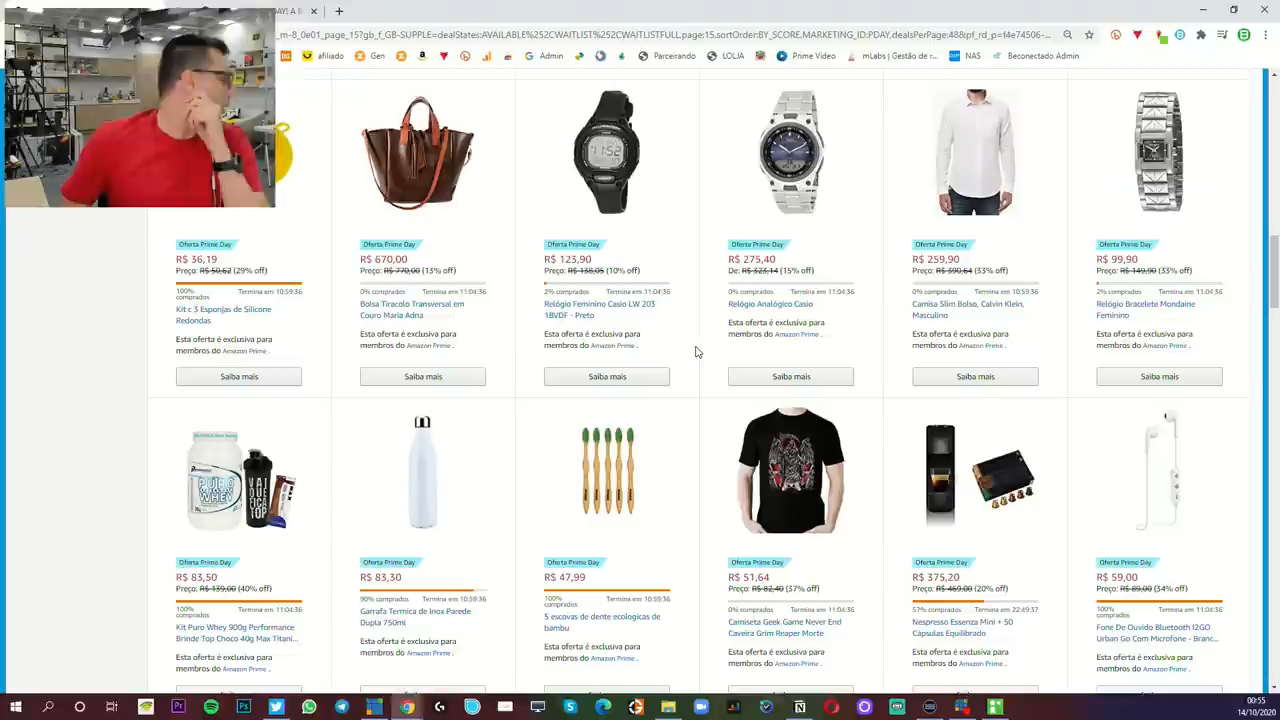 DAY! A B
_m-8_0e01_page_15?gb_f_GB-SUPPLE=dealStates:AVAILABLE%252CWAITLIST%252CWAITLISTFULL,page:15,sortOrder:BY_SCORE,MARKETING_ID:PDAY,dealsPerPage:48&pf_rd_p=f4e74506-...
afiliado
Gen
Gen
Admin
Parceirando
LOLJA
Prime Video
mLabs | Gestão de r...
NAS
Beconectado Admin
Oferta Prime Day
R$ 36,19
Preço: R$ 50,62 (29% off)
100% comprados
Termina em 10:59:36
Kit c 3 Esponjas de Silicone
Redondas
Esta oferta é exclusiva para
membros do Amazon Prime .
Saiba mais
Oferta Prime Day
R$ 670,00
Preço: R$ 770,00 (13% off)
0% comprados
Termina em 11:04:36
Bolsa Tiracolo Transversal em
Couro Maria Adna
Esta oferta é exclusiva para
membros do Amazon Prime .
Saiba mais
Oferta Prime Day
R$ 123,90
Preço: R$ 138,05 (10% off)
2% comprados
Termina em 11:04:36
Relógio Feminino Casio LW 203
1BVDF - Preto
Esta oferta é exclusiva para
membros do Amazon Prime .
Saiba mais
Oferta Prime Day
R$ 275,40
De: R$ 323,14 (15% off)
0% comprados
Termina em 11:04:36
Relógio Analógico Casio
Esta oferta é exclusiva para
membros do Amazon Prime .
Saiba mais
Oferta Prime Day
R$ 259,90
Preço: R$ 390,64 (33% off)
0% comprados
Termina em 10:59:36
Camisa Slim Bolso, Calvin Klein,
Masculino
Esta oferta é exclusiva para
membros do Amazon Prime .
Saiba mais
Oferta Prime Day
R$ 99,90
Preço: R$ 149,90 (33% off)
2% comprados
Termina em 11:04:36
Relógio Bracelete Mondaine
Feminino
Esta oferta é exclusiva para
membros do Amazon Prime .
Saiba mais
Oferta Prime Day
R$ 83,50
Preço: R$ 139,00 (40% off)
100% comprados
Termina em 11:04:36
Kit Puro Whey 900g Performance
Brinde Top Choco 40g Max Titani...
Esta oferta é exclusiva para
membros do Amazon Prime .
Oferta Prime Day
R$ 83,30
90% comprados
Termina em 10:59:36
Garrafa Termica de Inox Parede
Dupla 750ml
Esta oferta é exclusiva para
membros do Amazon Prime .
Oferta Prime Day
R$ 47,99
100% comprados
Termina em 10:59:36
5 escovas de dente ecologicas de
bambu
Esta oferta é exclusiva para
membros do Amazon Prime .
Oferta Prime Day
R$ 51,64
Preço: R$ 82,40 (37% off)
0% comprados
Termina em 11:04:36
Camiseta Geek Game Never End
Caveira Grim Reaper Morte
Esta oferta é exclusiva para
membros do Amazon Prime .
Oferta Prime Day
R$ 375,20
Preço: R$ 469,00 (20% off)
57% comprados
Termina em 22:49:37
Nespresso Essenza Mini + 50
Cápsulas Equilibrado
Esta oferta é exclusiva para
membros do Amazon Prime .
Oferta Prime Day
R$ 59,00
Preço: R$ 89,00 (34% off)
100% comprados
Termina em 11:04:36
Fone De Ouvido Bluetooth I2GO
Urban Go Com Microfone - Branc...
Esta oferta é exclusiva para
membros do Amazon Prime .
00:55
14/10/2020